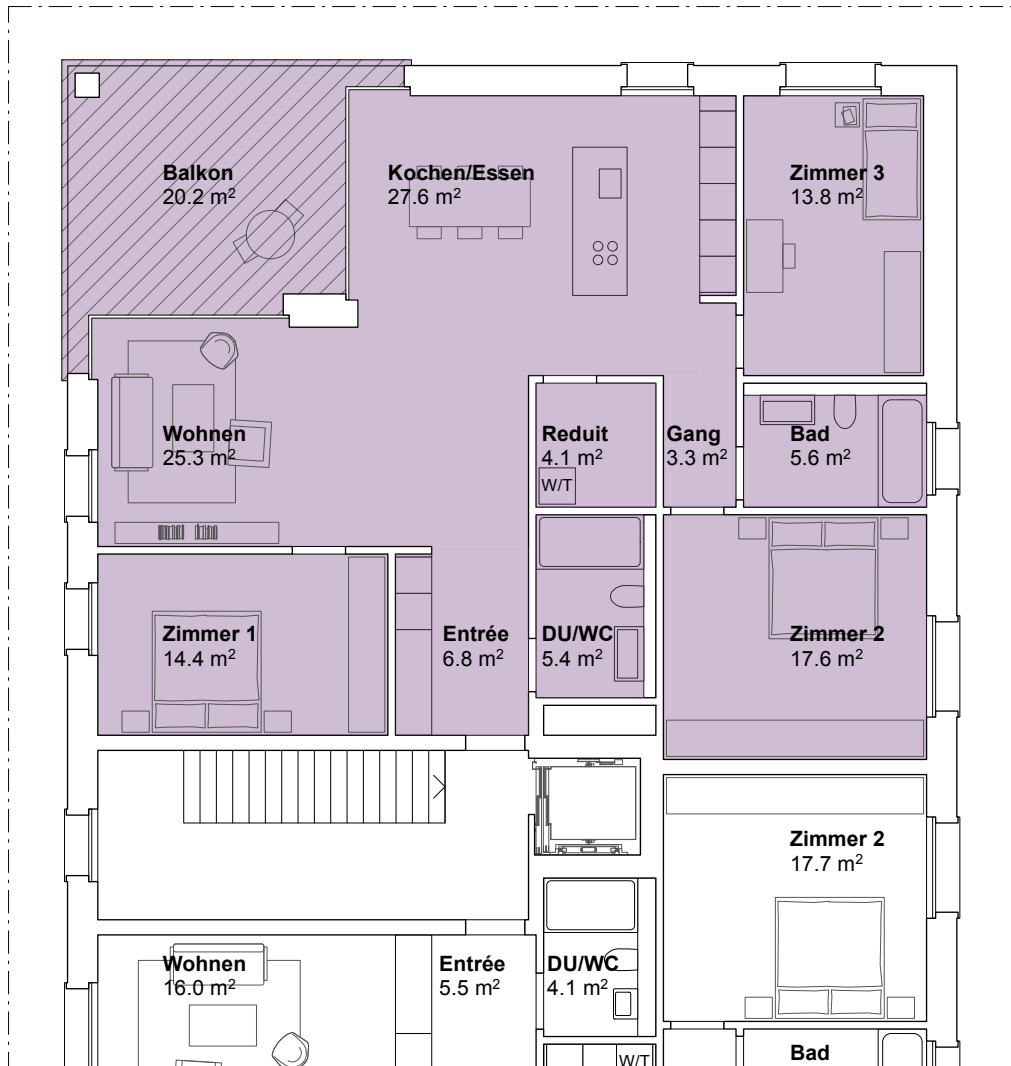 Balkon
20.2 m²
Kochen/Essen
27.6 m²
Zimmer 3
13.8 m²
Wohnen
25.3 m²
Reduit
4.1 m²
W/T
Gang
3.3 m²
Bad
5.6 m²
Zimmer 1
14.4 m²
Entrée
6.8 m²
DU/WC
5.4 m²
Zimmer 2
17.6 m²
Zimmer 2
17.7 m²
Wohnen
16.0 m²
Entrée
5.5 m²
DU/WC
4.1 m²
W/T
Bad